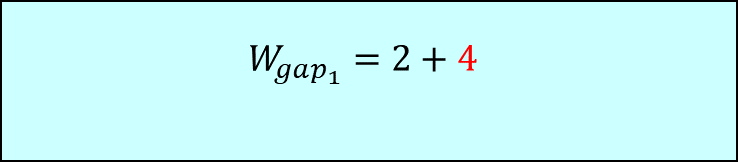 W_{gap_1} = 2 + 4